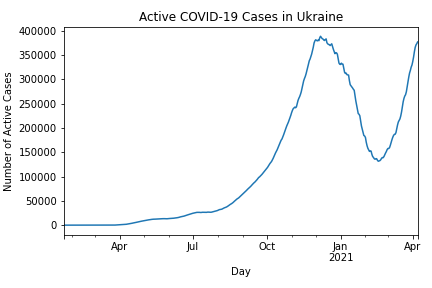 Active COVID-19 Cases in Ukraine
400000
350000
300000
250000
200000
150000
100000
50000
0
Number of Active Cases
Apr
Jul
Oct
Jan
2021
Apr
Day